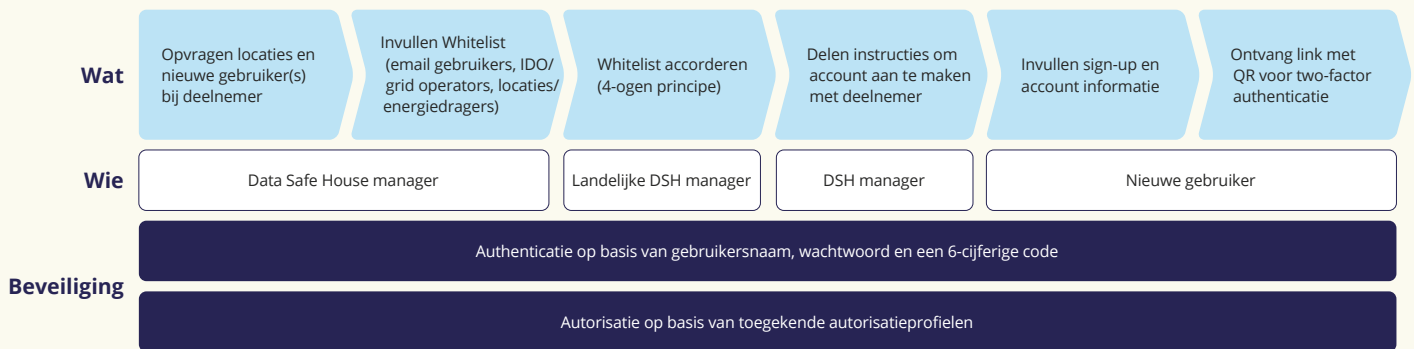 Wat
Opvragen locaties en
nieuwe gebruiker(s)
bij deelnemer
Invullen Whitelist
(email gebruikers, IDO/
grid operators, locaties/
energiedragers)
Whitelist accorderen
(4-ogen principe)
Delen instructies om
account aan te maken
met deelnemer
Invullen sign-up en
account informatie
Ontvang link met
QR voor two-factor
authenticatie
Wie
Data Safe House manager
Landelijke DSH manager
DSH manager
Nieuwe gebruiker
Beveiliging
Authenticatie op basis van gebruikersnaam, wachtwoord en een 6-cijferige code
Autorisatie op basis van toegekende autorisatieprofielen